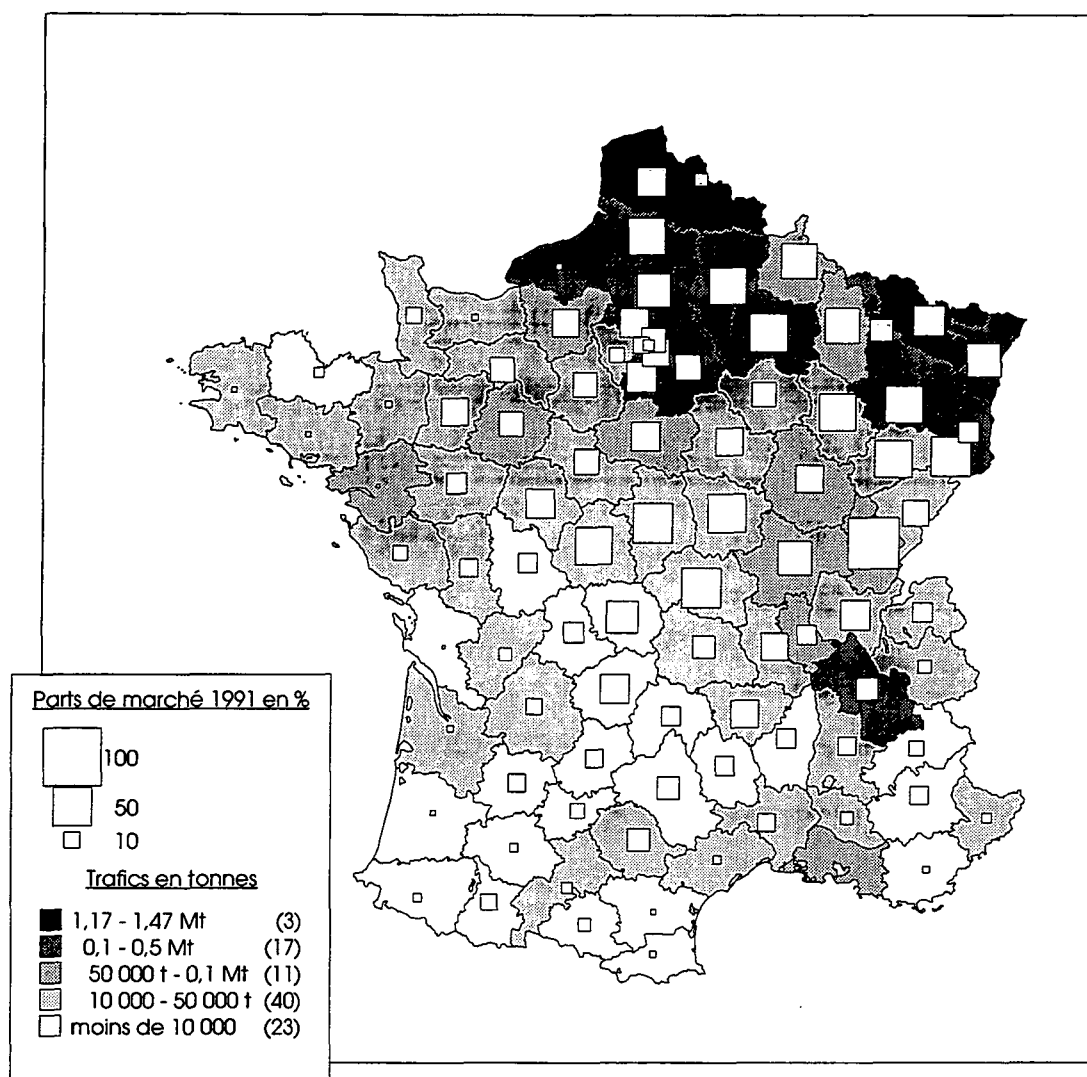 Parts de marché 1991 en %
100
50
10
Trafics en tonnes
1,17 - 1,47 Mt (3)
0,1 - 0,5 Mt (17)
50 000 t - 0,1 Mt (11)
10 000 - 50 000 t (40)
moins de 10 000 (23)